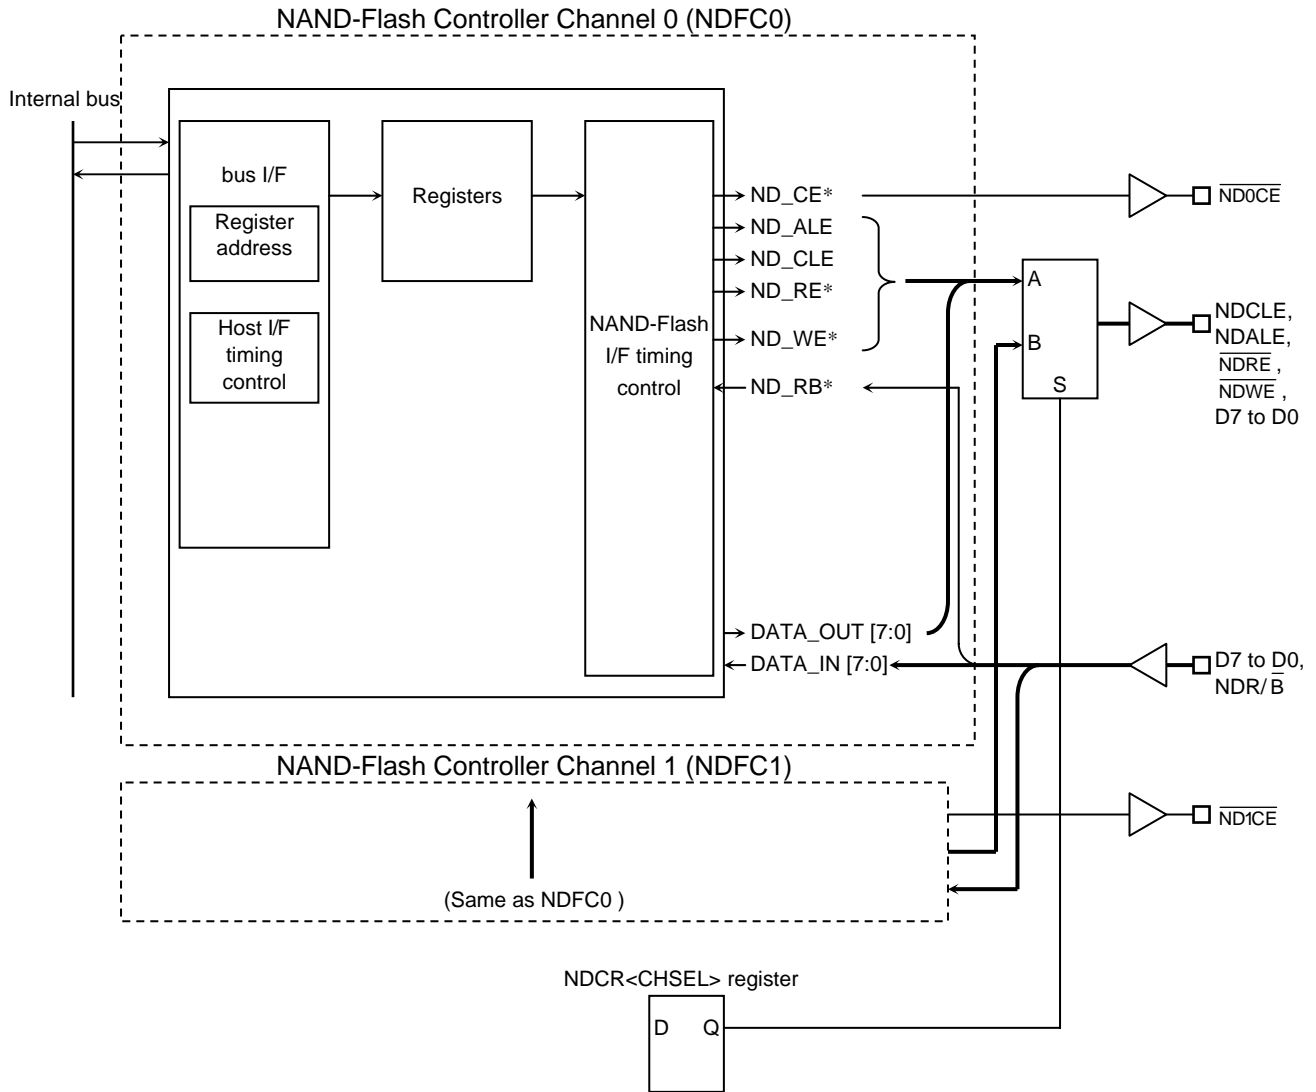 NAND-Flash Controller Channel 0 (NDFC0)
Internal bus
bus I/F
Register
address
Host I/F
timing
control
Registers
NAND-Flash
I/F timing
control
ND_CE*
ND_ALE
ND_CLE
ND_RE*
ND_WE*
ND_RB*
DATA_OUT [7:0]
DATA_IN [7:0]
A
B
S
ND0CE
NDCLE,
NDALE,
NDRE ,
NDWE ,
D7 to D0
D7 to D0,
NDR/B
NAND-Flash Controller Channel 1 (NDFC1)
(Same as NDFC0 )
ND1CE
NDCR<CHSEL> register
D Q